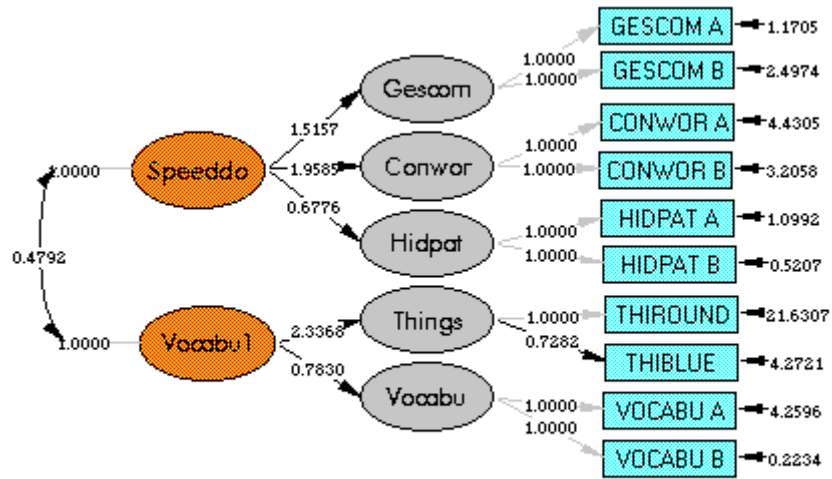 GESCOM A
1.1705
1.0000
1.0000
GESCOM B
2.4974
Gescom
1.5157
CONWOR A
4.4305
1.0000
1.0000
Conwor
1.0000
Speeddo
1.9585
CONWOR B
3.2058
0.6776
HIDPAT A
1.0992
1.0000
Hidpat
1.0000
0.4792
HIDPAT B
0.5207
Things
1.0000
THIROUND
21.6307
2.3368
0.7282
1.0000
Vocabu1
THIBLUE
4.2721
0.7830
Vocabu
1.0000
VOCABU A
4.2596
1.0000
VOCABU B
0.2234